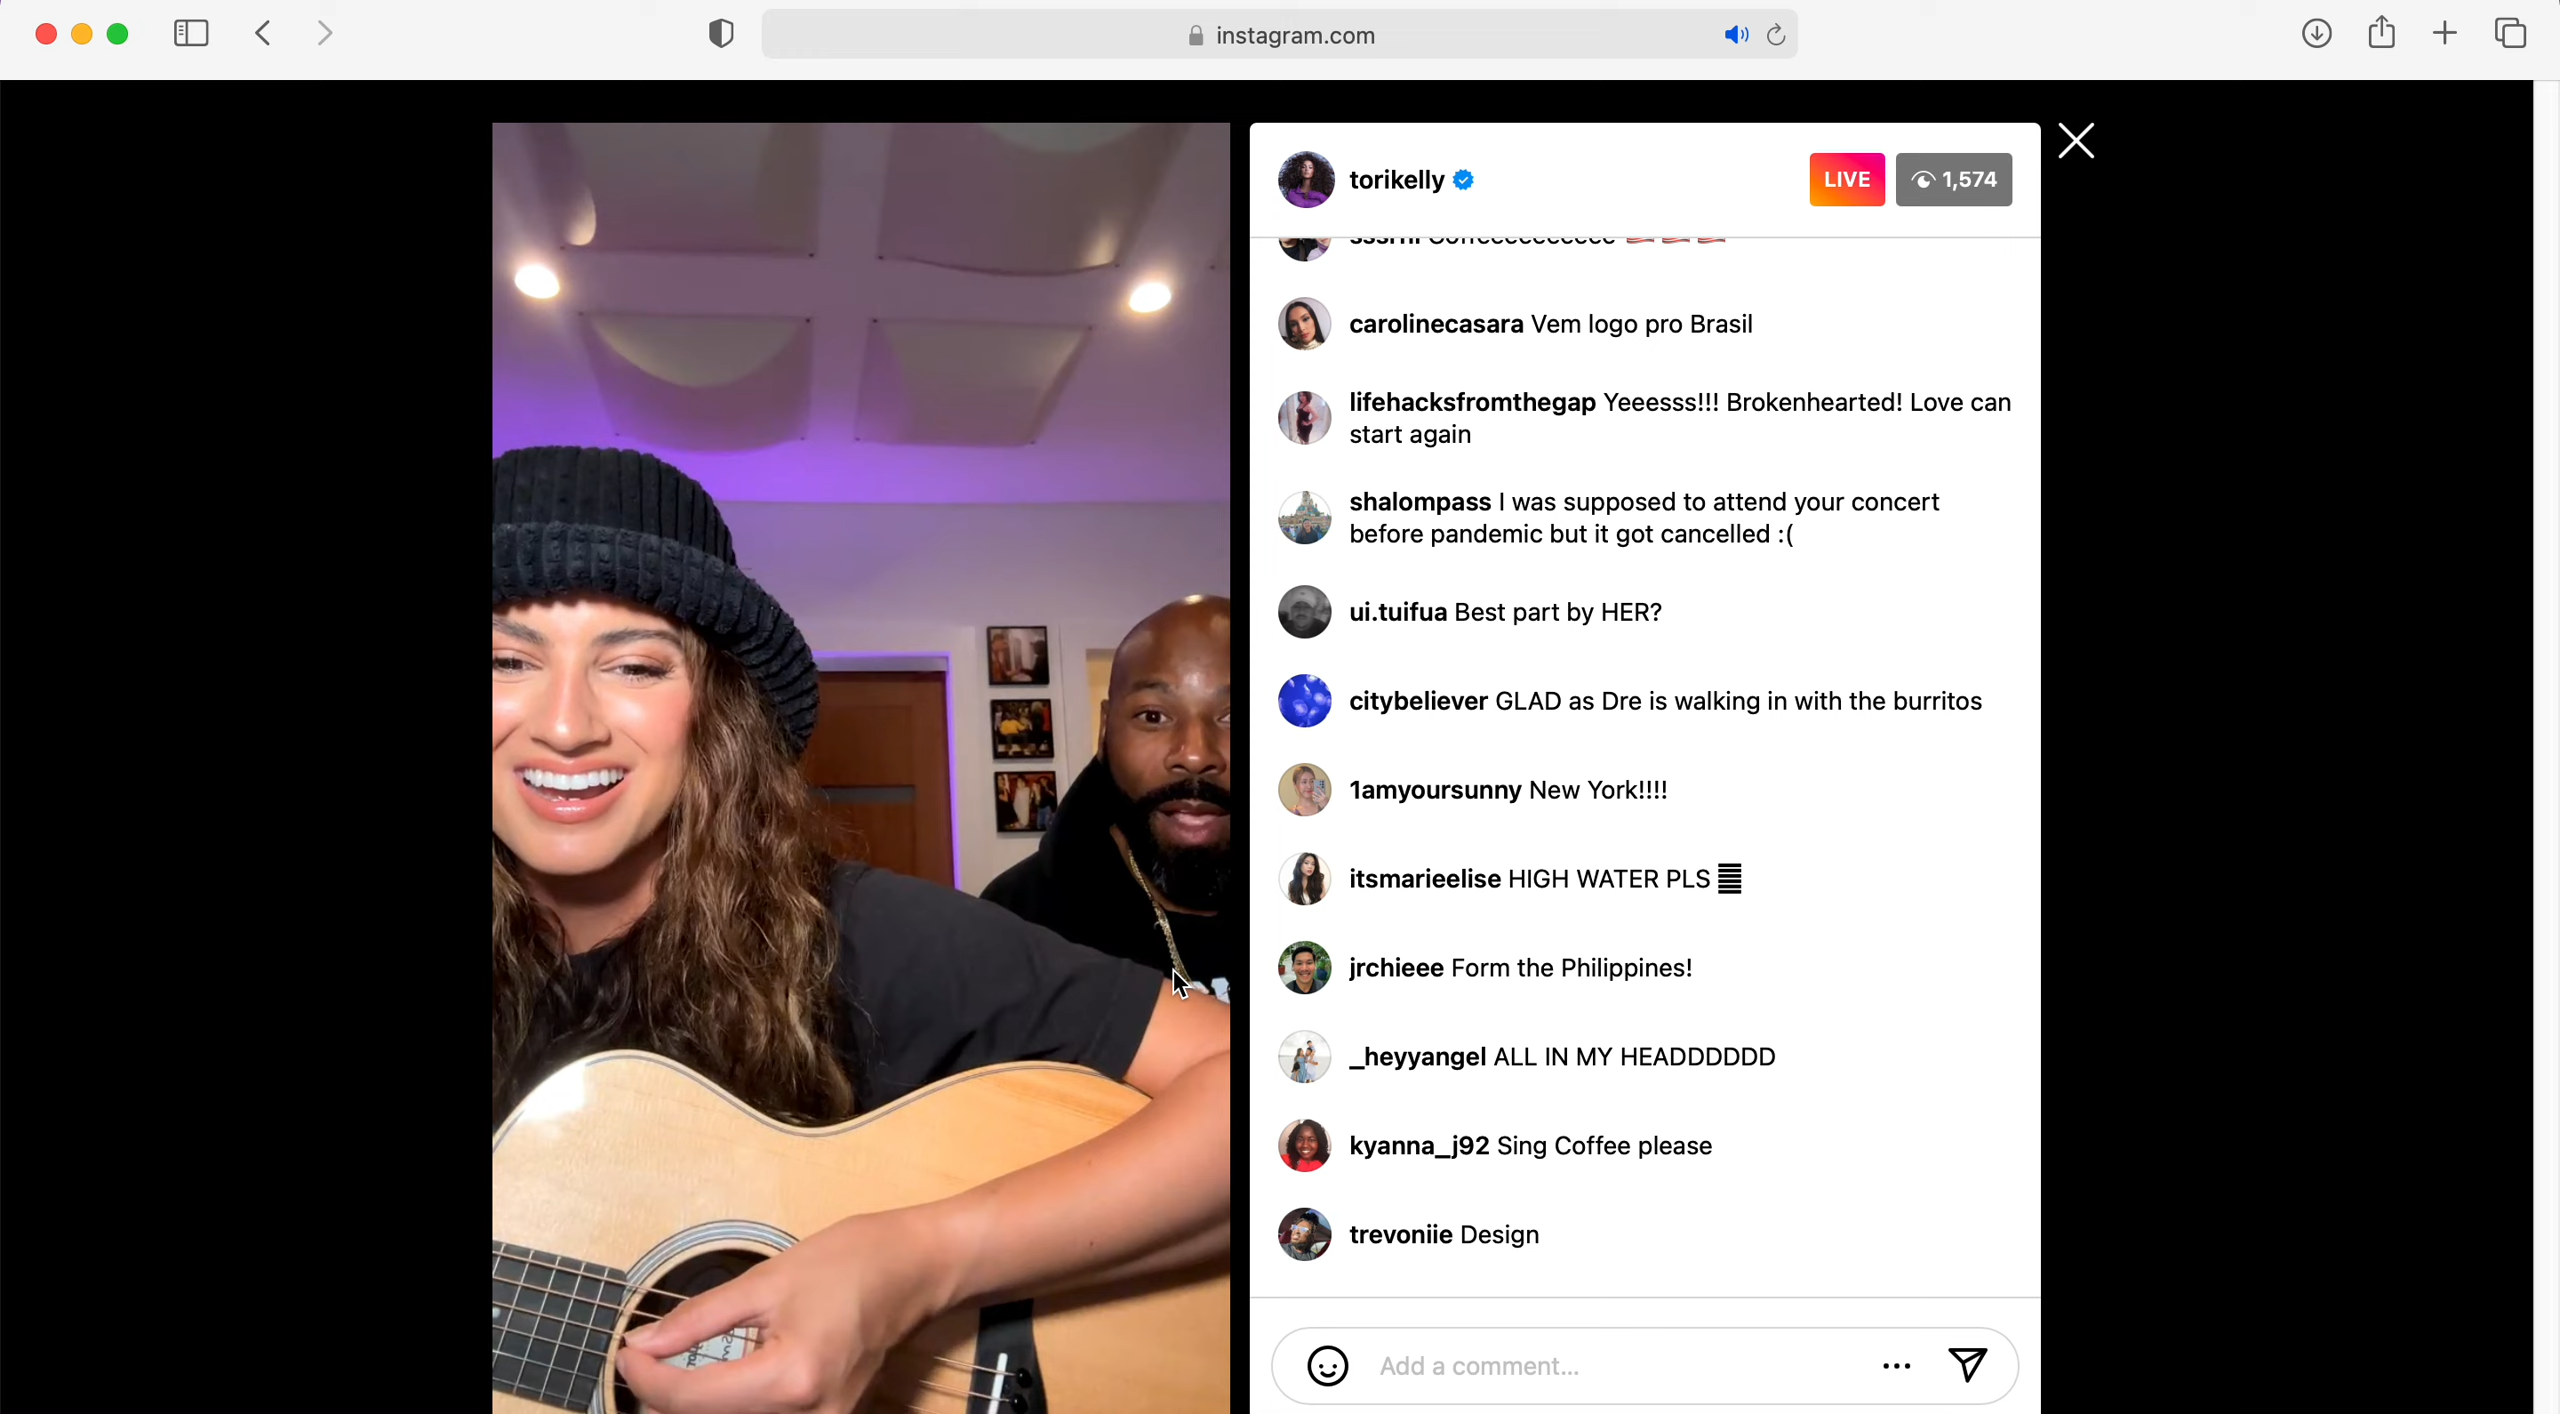 instagram.com
torikelly
LIVE
1,574
carolinecasara Vem logo pro Brasil
lifehacksfromthegap Yeeesss!!! Brokenhearted! Love can
start again
shalompass I was supposed to attend your concert
before pandemic but it got cancelled :(
ui.tuifua Best part by HER?
citybeliever GLAD as Dre is walking in with the burritos
1amyoursunny New York!!!!
itsmarieelise HIGH WATER PLS
jrchieee Form the Philippines!
_heyyangel ALL IN MY HEADDDDDD
kyanna_j92 Sing Coffee please
trevoniie Design
Add a comment...